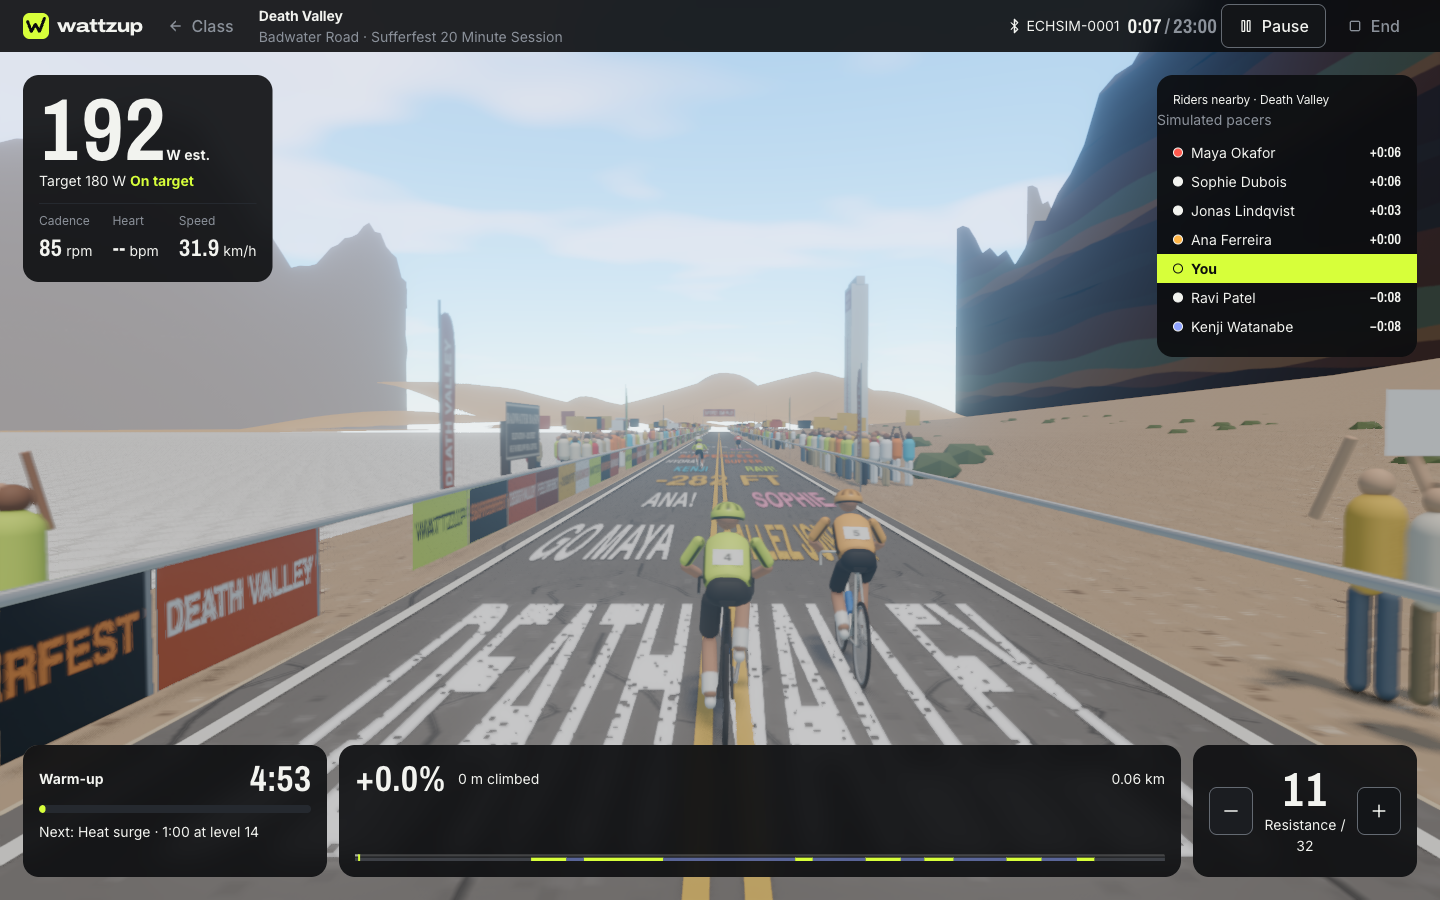 wattzup
Class
Death Valley
Badwater Road · Sufferfest 20 Minute Session
ECHSIM-0001
0:07 / 23:00
Pause
End
192 W est.
Target 180 W On target
Cadence Heart Speed
85 rpm -- bpm 31.9 km/h
Riders nearby · Death Valley
Simulated pacers
Maya Okafor +0:06
Sophie Dubois +0:06
Jonas Lindqvist +0:03
Ana Ferreira +0:00
You
Ravi Patel −0:08
Kenji Watanabe −0:08
DEATH VALLEY
KENJI RAVI
-282 FT
ANA! SOPHIE
GO MAYA
WATTZUP
4
DEATH VALLEY
ERFEST
DEATH VALLEY
Warm-up 4:53
Next: Heat surge · 1:00 at level 14
+0.0% 0 m climbed 0.06 km
11
Resistance /
32